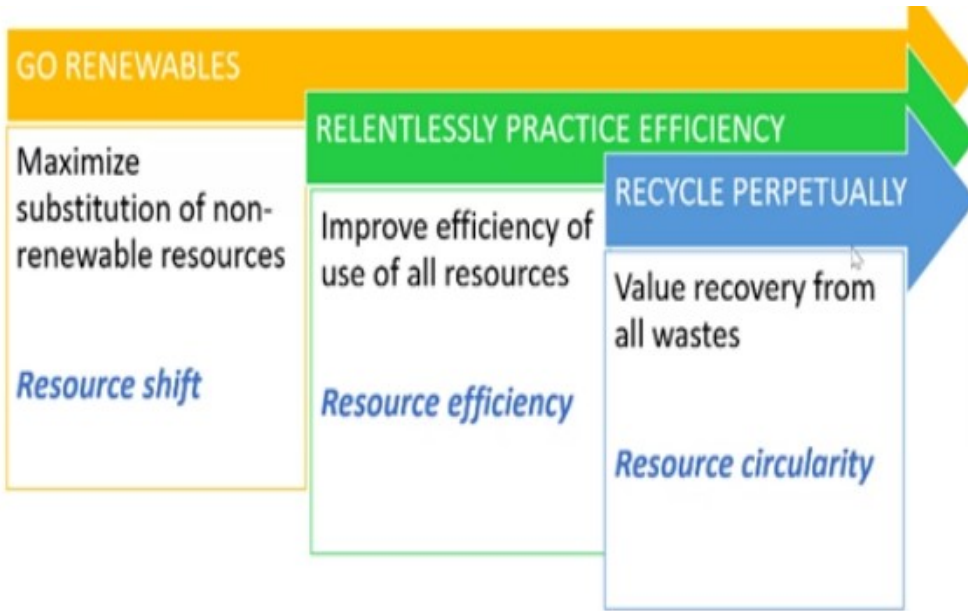 GO RENEWABLES
Maximize
substitution of non-
renewable resources
Resource shift
RELENTLESSLY PRACTICE EFFICIENCY
Improve efficiency of
use of all resources
Resource efficiency
RECYCLE PERPETUALLY
Value recovery from
all wastes
Resource circularity